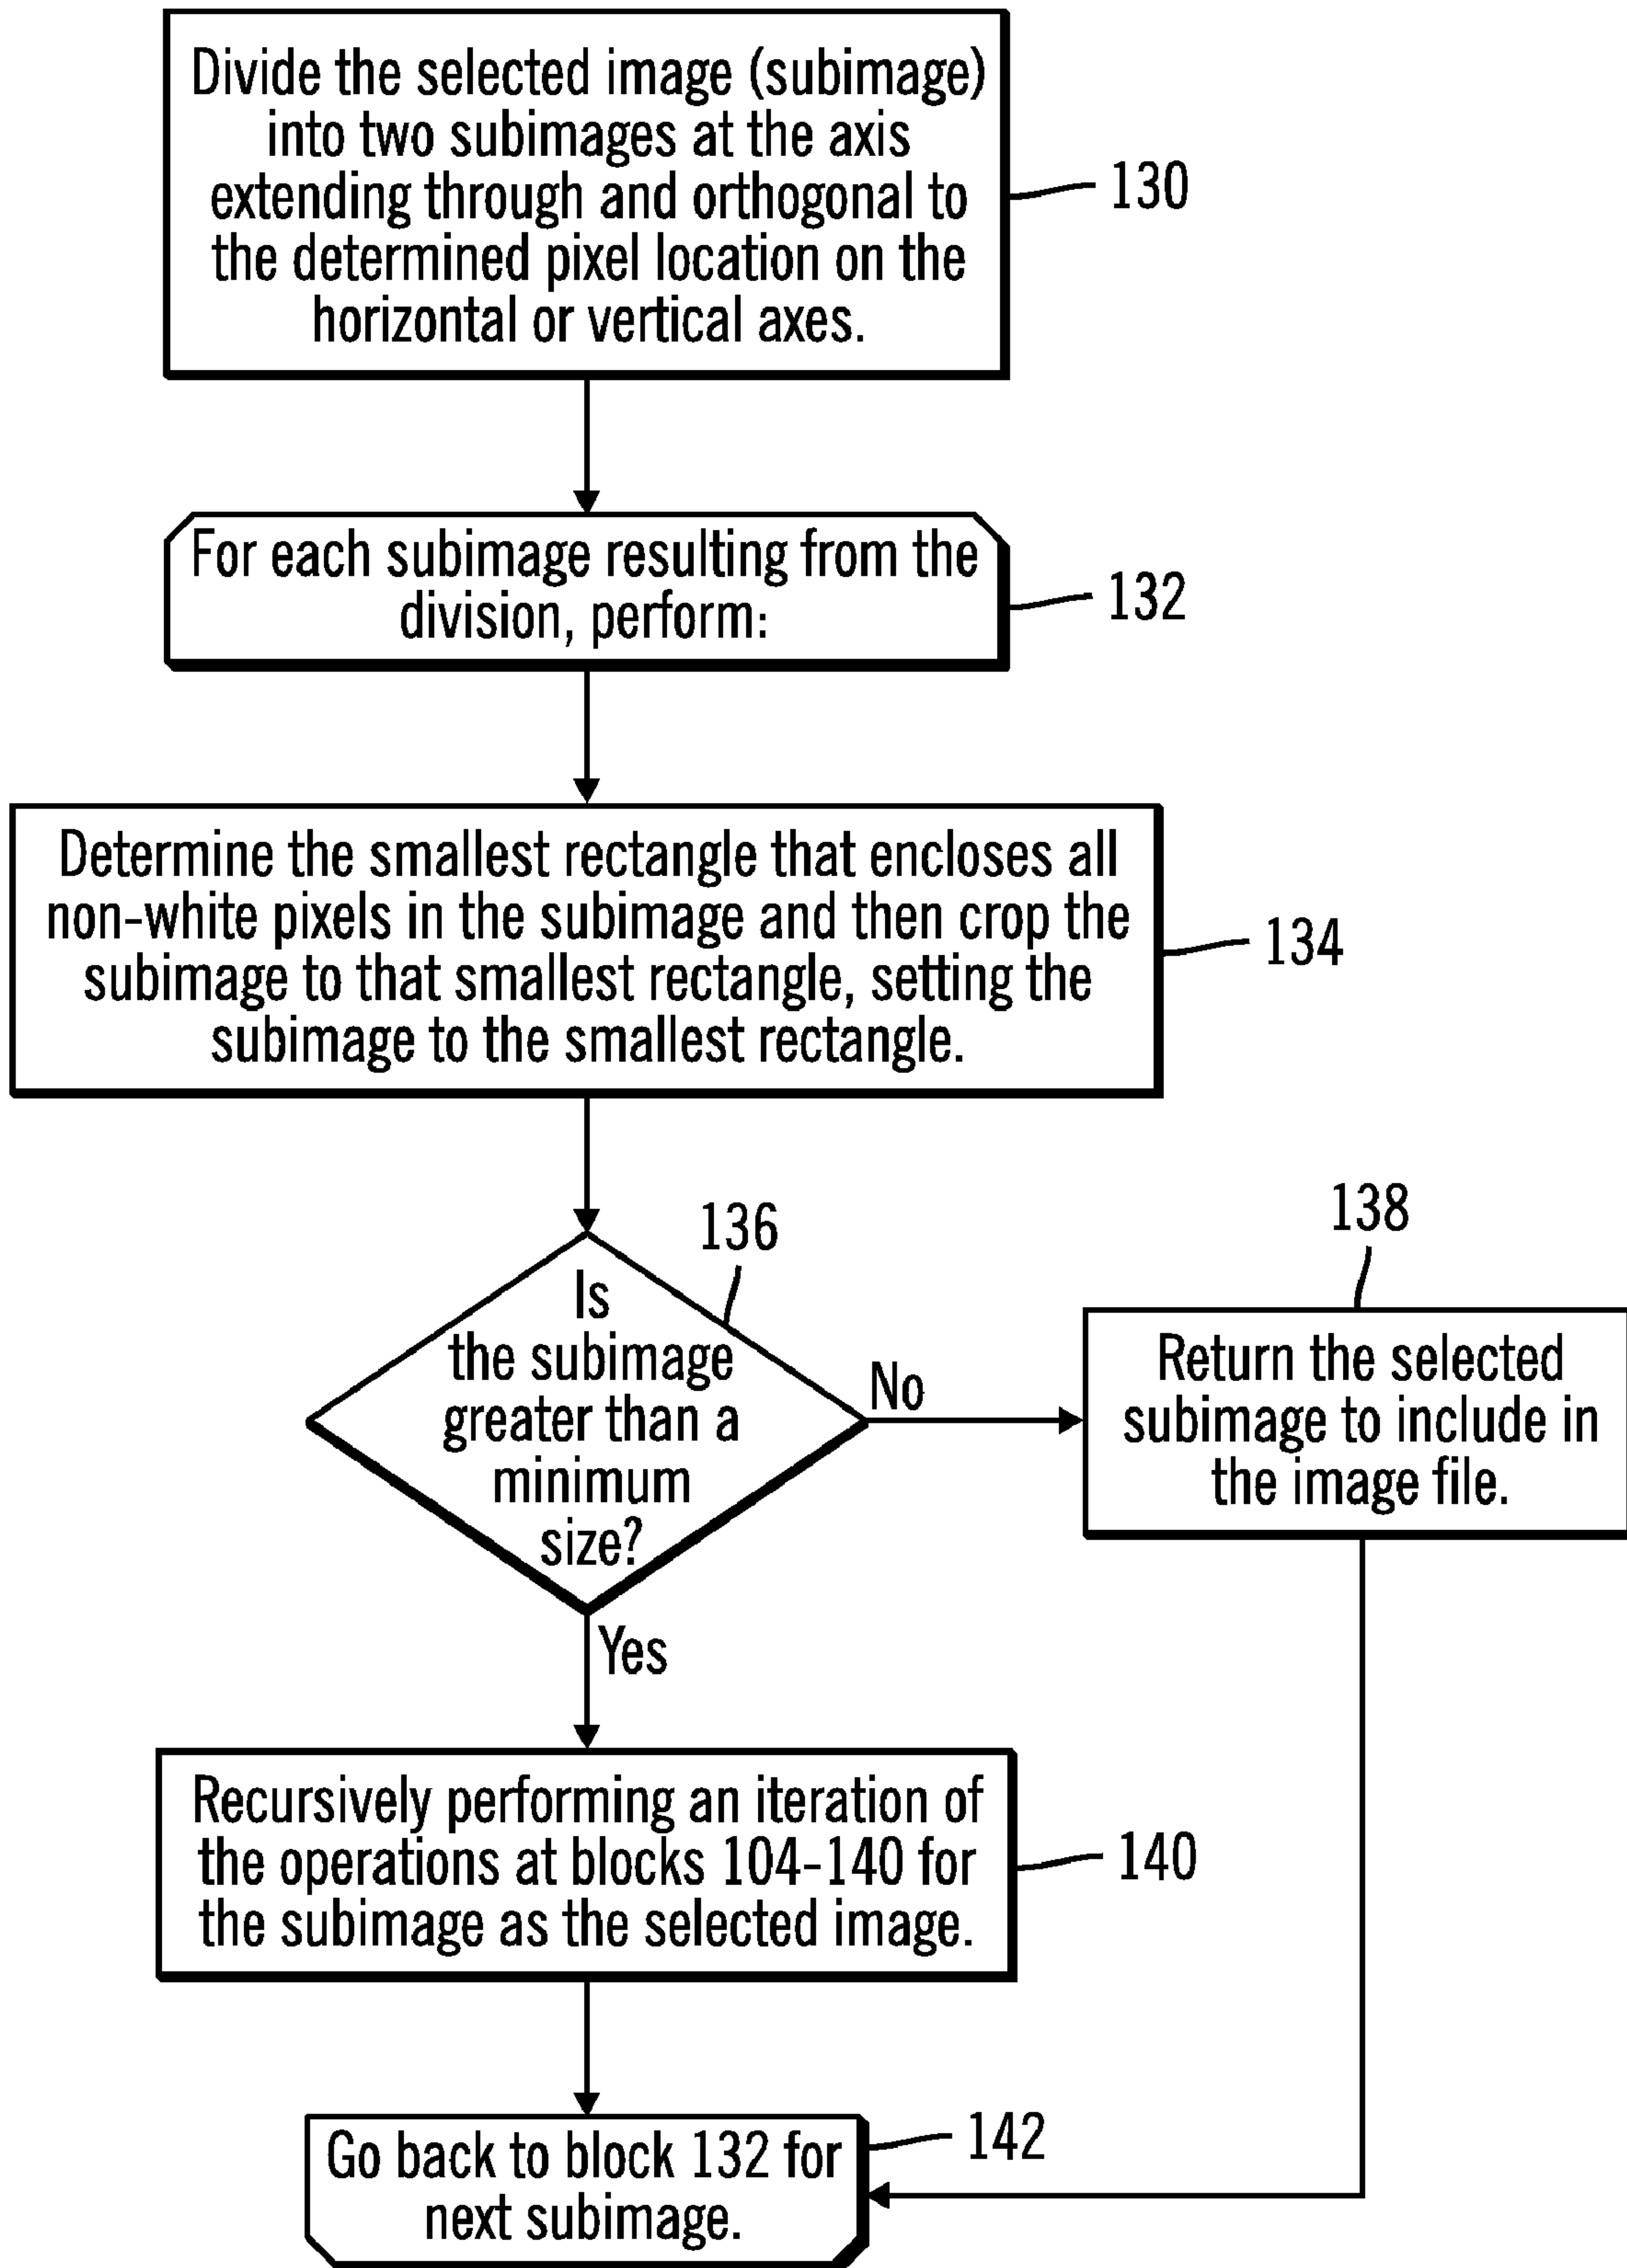 Divide the selected image (subimage)
into two subimages at the axis
extending through and orthogonal to
the determined pixel location on the
horizontal or vertical axes.
130
For each subimage resulting from the
division, perform:
132
Determine the smallest rectangle that encloses all
non-white pixels in the subimage and then crop the
subimage to that smallest rectangle, setting the
subimage to the smallest rectangle.
134
136
Is
the subimage
greater than a
minimum
size?
No
138
Return the selected
subimage to include in
the image file.
Yes
Recursively performing an iteration of
the operations at blocks 104-140 for
the subimage as the selected image.
140
Go back to block 132 for
next subimage.
142